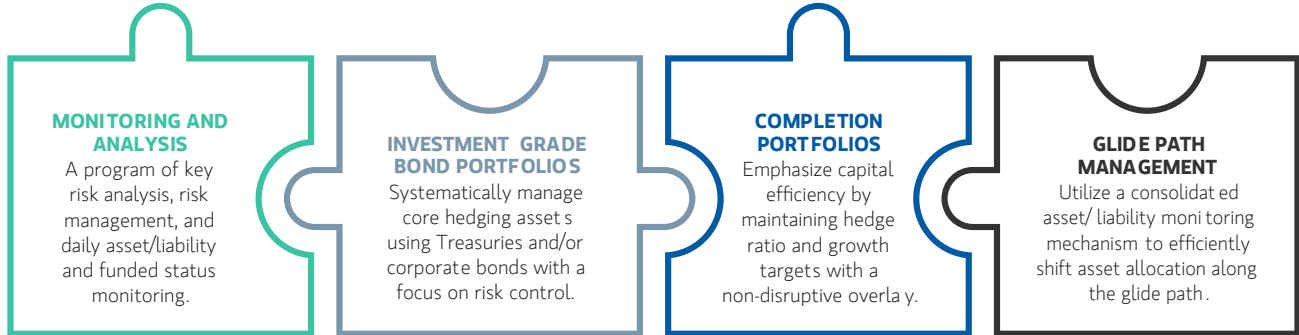 MONITORING AND
ANALYSIS
A program of key
risk analysis, risk
management, and
daily asset/liability
and funded status
monitoring.
INVESTMENT GRADE
BOND PORTFOLIOS
Systematically manage
core hedging assets
using Treasuries and/or
corporate bonds with a
focus on risk control.
COMPLETION
PORTFOLIOS
Emphasize capital
efficiency by
maintaining hedge
ratio and growth
targets with a
non-disruptive overlay.
GLIDE PATH
MANAGEMENT
Utilize a consolidated
asset/ liability monitoring
mechanism to efficiently
shift asset allocation along
the glide path.